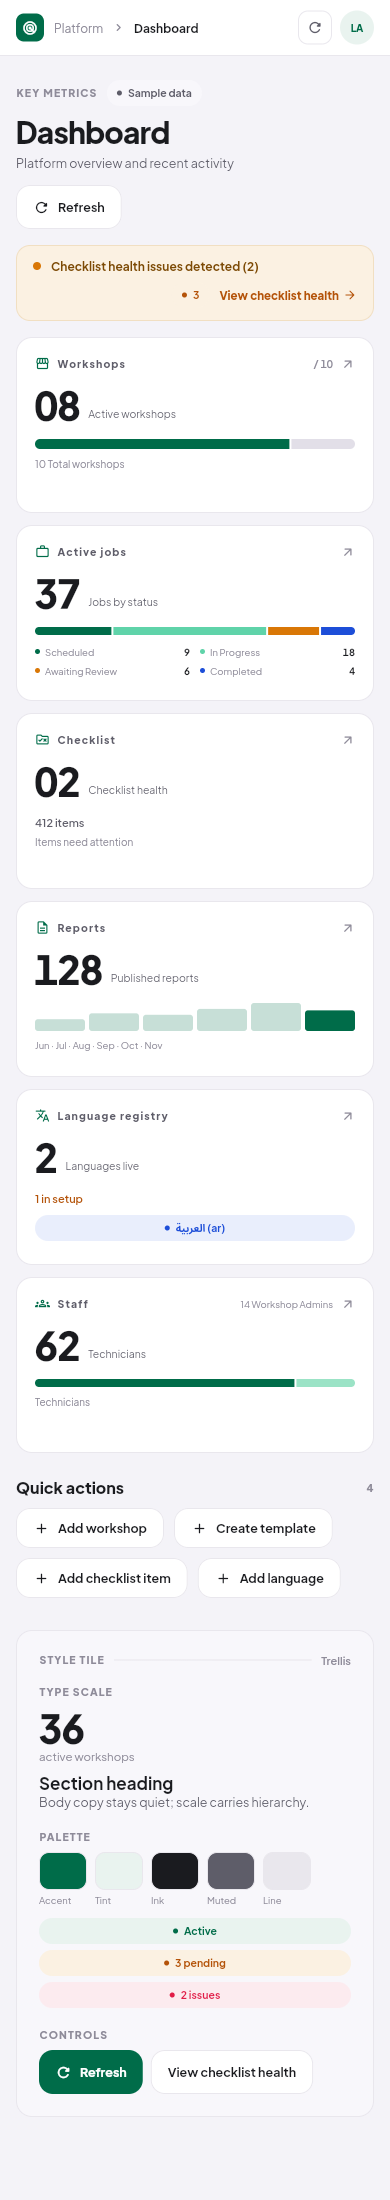 Platform > Dashboard
LA
KEY METRICS
Sample data
Dashboard
Platform overview and recent activity
Refresh
Checklist health issues detected (2)
3 View checklist health →
Workshops / 10
08 Active workshops
10 Total workshops
Active jobs
37 Jobs by status
Scheduled 9 In Progress 18
Awaiting Review 6 Completed 4
Checklist
02 Checklist health
412 items
Items need attention
Reports
128 Published reports
Jun · Jul · Aug · Sep · Oct · Nov
Language registry
2 Languages live
1 in setup
العربية (ar)
Staff 14 Workshop Admins
62 Technicians
Technicians
Quick actions 4
+ Add workshop
+ Create template
+ Add checklist item
+ Add language
STYLE TILE Trellis
TYPE SCALE
36
active workshops
Section heading
Body copy stays quiet; scale carries hierarchy.
PALETTE
Accent Tint Ink Muted Line
Active
3 pending
2 issues
CONTROLS
Refresh
View checklist health